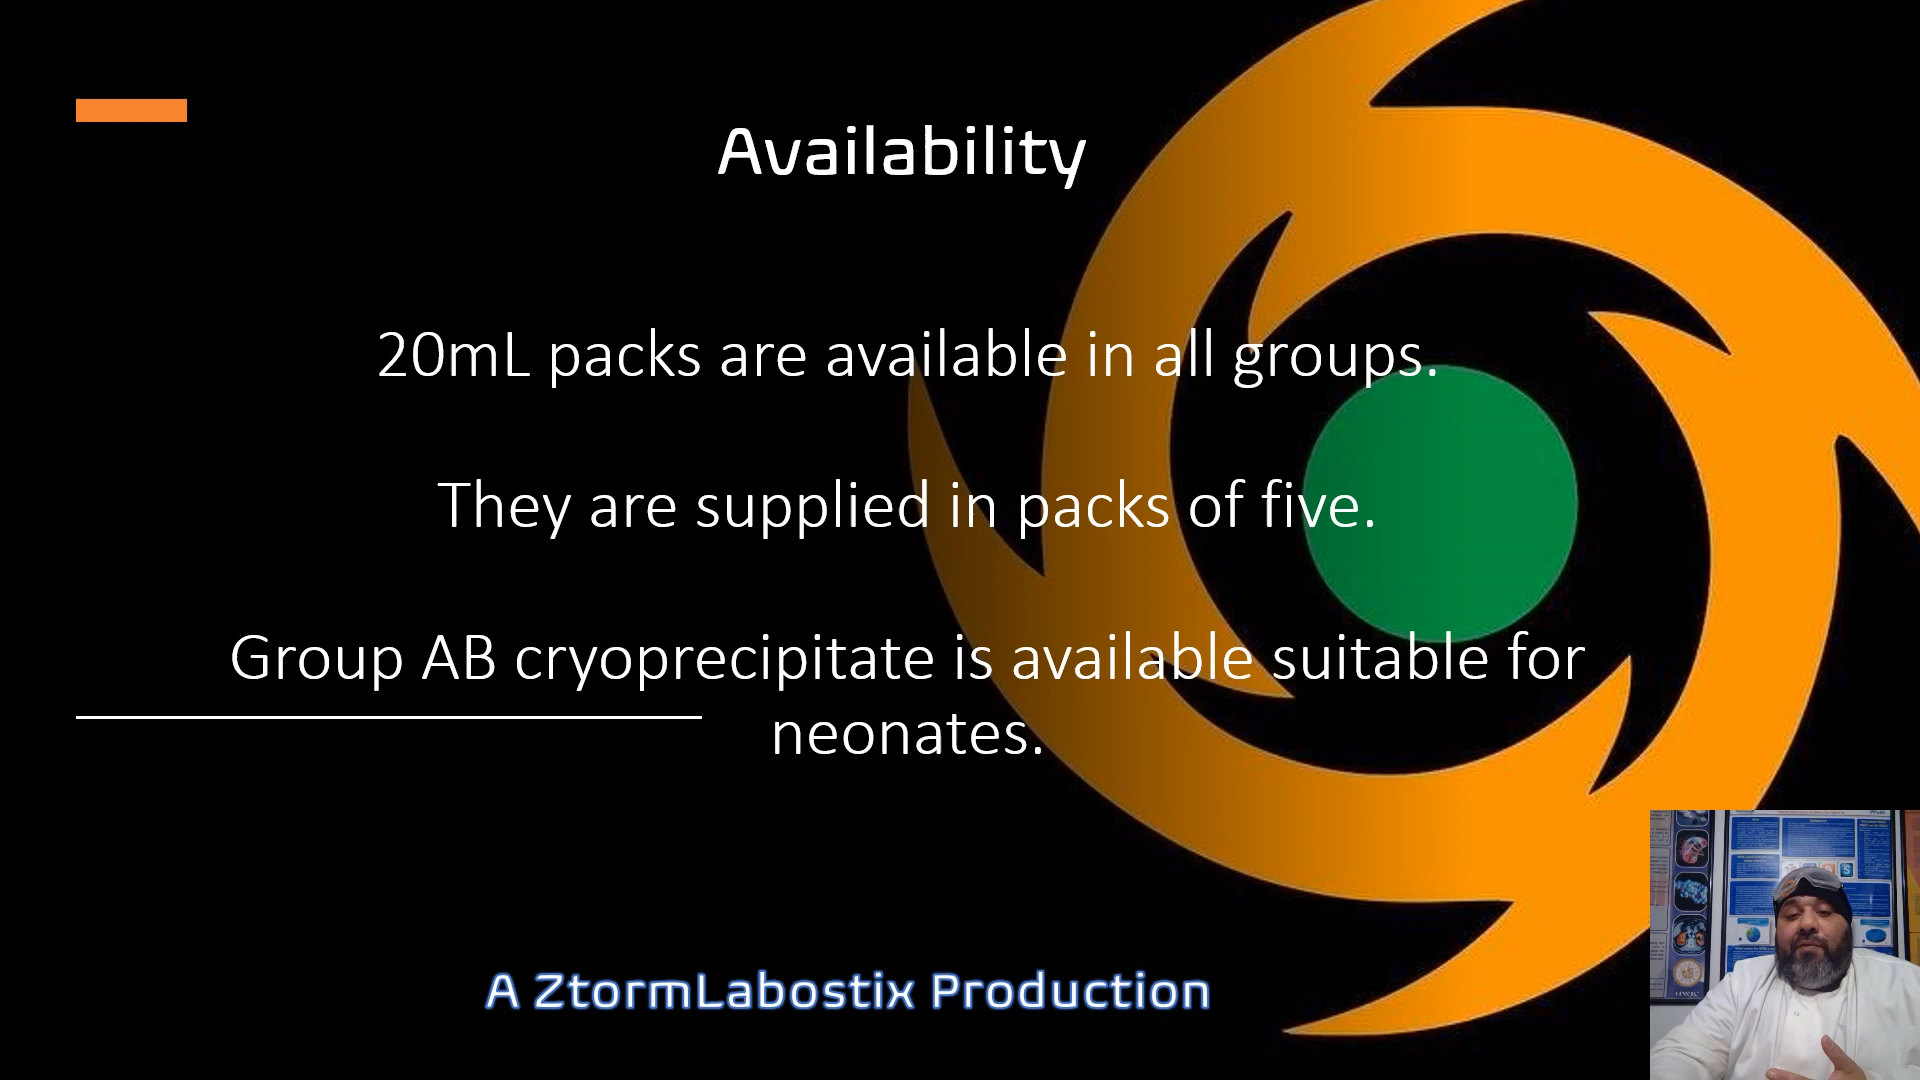 Availability
20mL packs are available in all groups.
They are supplied in packs of five.
Group AB cryoprecipitate is available suitable for
neonates.
A ZtormLabostix Production